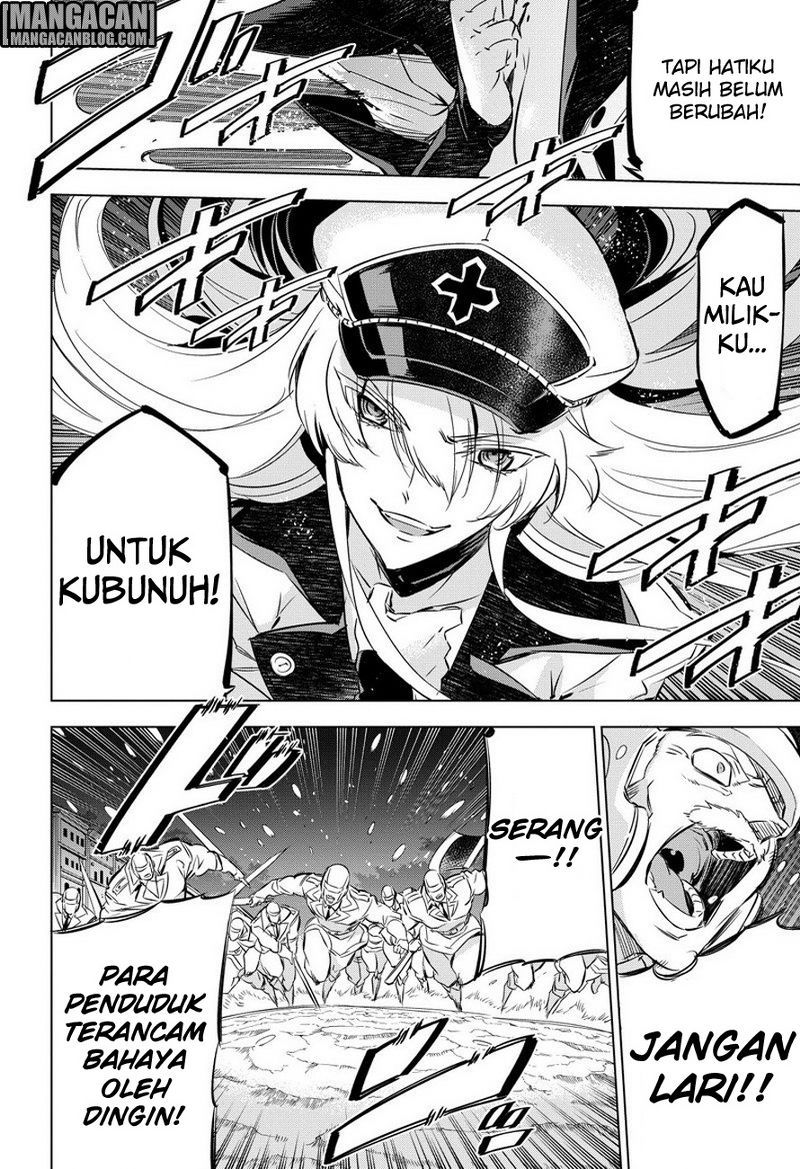 MANGACAN
MANGACANBLOG.COM
TAPI HATIKU
MASIH BELUM
BERUBAH!
KAU
MILIK-
KU...
UNTUK
KUBUNUH!
JANGAN
LARI!!
SERANG
—!!
PARA
PENDUDUK
TERANCAM
BAHAYA
OLEH
DINGIN!